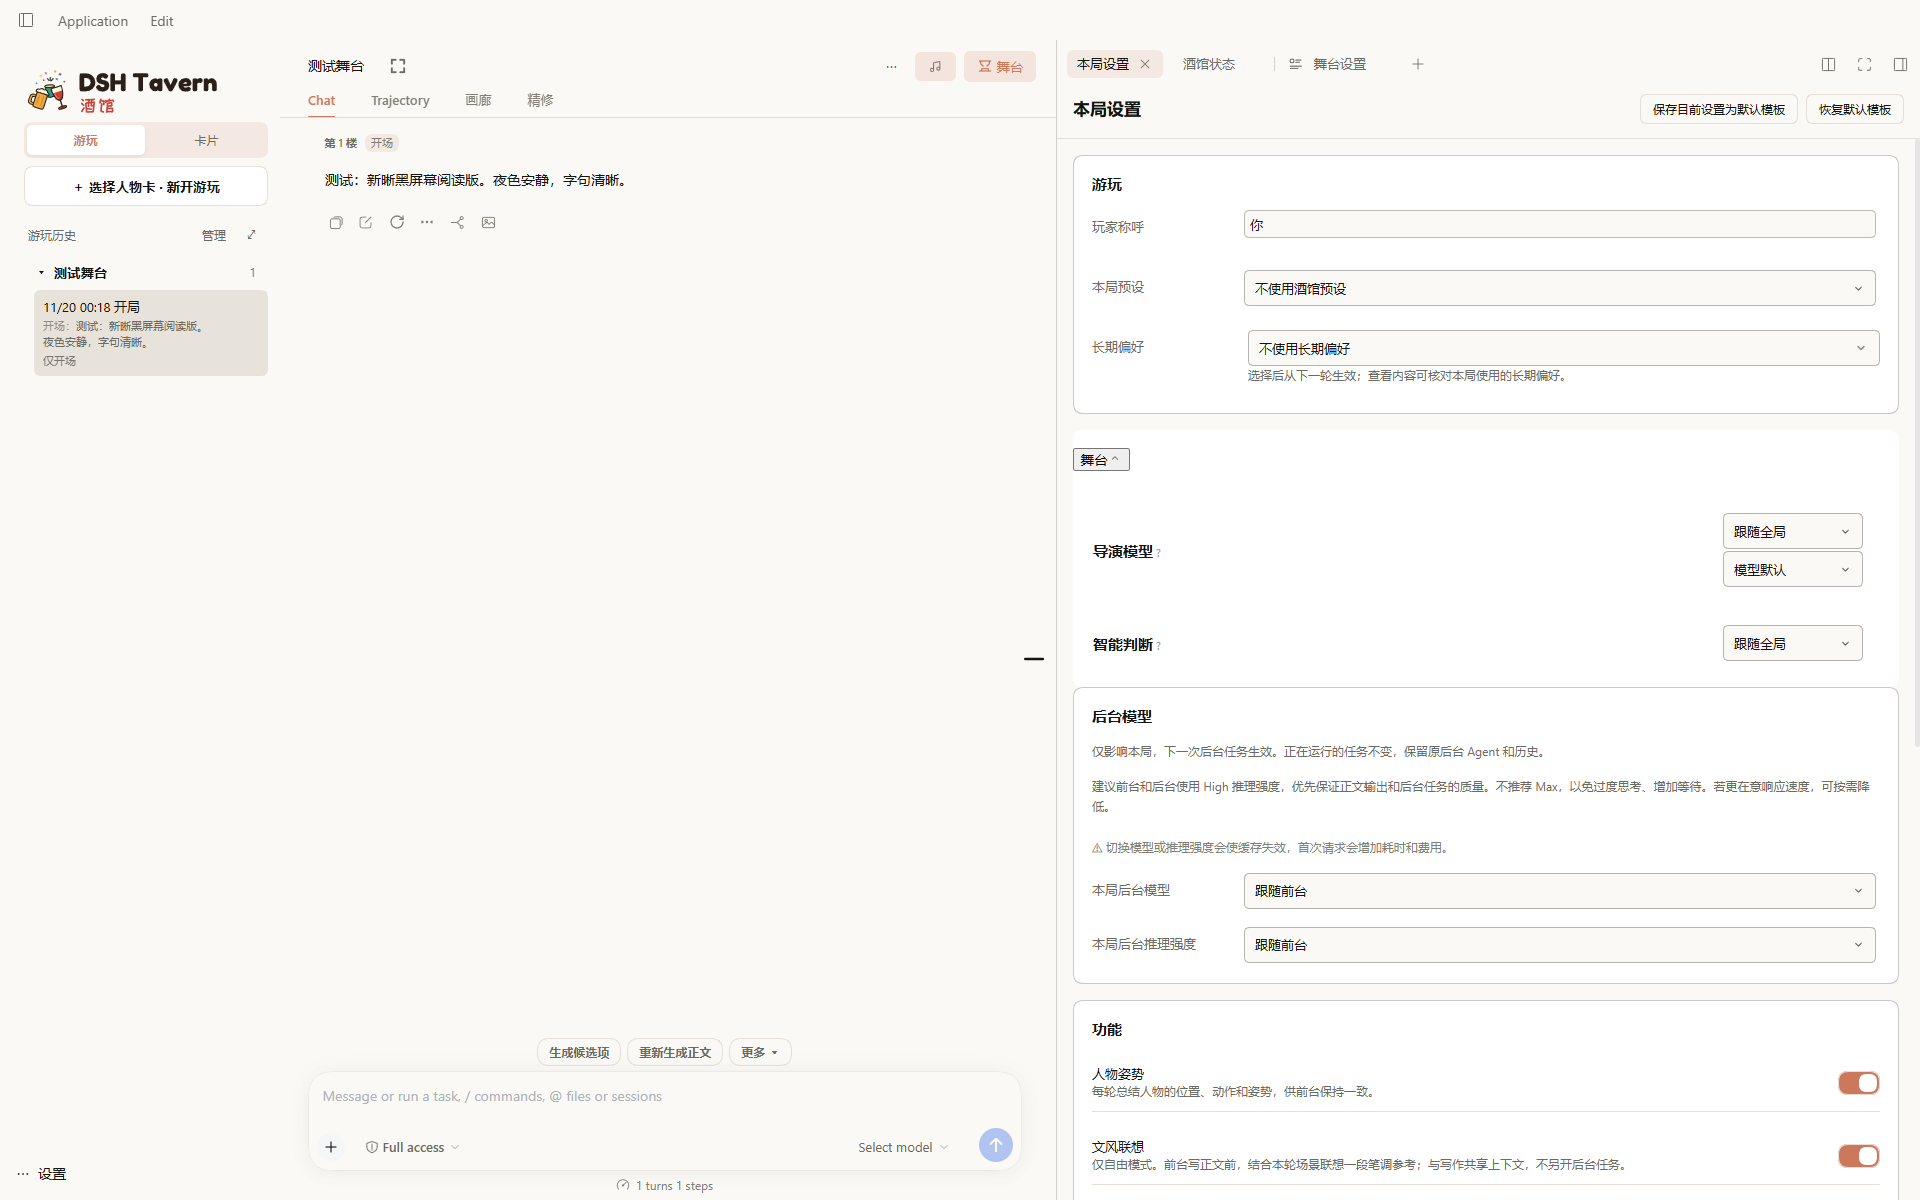 Application
Edit
DSH Tavern
酒馆
游玩
卡片
+ 选择人物卡 · 新开游玩
游玩历史
管理
测试舞台
1
11/20 00:18 开局
开场：测试：新晰黑屏幕阅读版。
夜色安静，字句清晰。
仅开场
设置
测试舞台
舞台
Chat
Trajectory
画廊
精修
第 1 楼
开场
测试：新晰黑屏幕阅读版。夜色安静，字句清晰。
生成候选项
重新生成正文
更多
Message or run a task, / commands, @ files or sessions
Full access
Select model
1 turns 1 steps
本局设置
酒馆状态
舞台设置
本局设置
保存目前设置为默认模板
恢复默认模板
游玩
玩家称呼
你
本局预设
不使用酒馆预设
长期偏好
不使用长期偏好
选择后从下一轮生效；查看内容可核对本局使用的长期偏好。
舞台
导演模型 ?
跟随全局
模型默认
智能判断 ?
跟随全局
后台模型
仅影响本局，下一次后台任务生效。正在运行的任务不变，保留原后台 Agent 和历史。
建议前台和后台使用 High 推理强度，优先保证正文输出和后台任务的质量。不推荐 Max，以免过度思考、增加等待。若更在意响应速度，可按需降
低。
⚠ 切换模型或推理强度会使缓存失效，首次请求会增加耗时和费用。
本局后台模型
跟随前台
本局后台推理强度
跟随前台
功能
人物姿势
每轮总结人物的位置、动作和姿势，供前台保持一致。
文风联想
仅自由模式。前台写正文前，结合本轮场景联想一段笔调参考；与写作共享上下文，不另开后台任务。